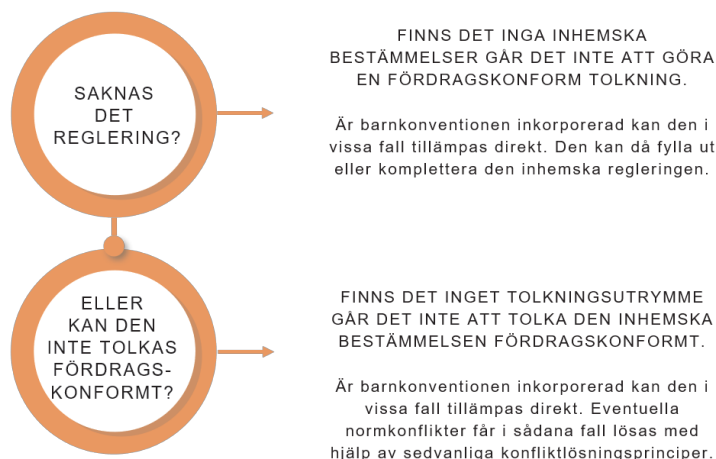 SAKNAS
DET
REGLERING?
FINNS DET INGA INHEMSKA
BESTÄMMELSER GÅR DET INTE ATT GÖRA
EN FÖRDRAGSKONFORM TOLKNING.
Är barnkonventionen inkorporerad kan den i
vissa fall tillämpas direkt. Den kan då fylla ut
eller komplettera den inhemska regleringen.
ELLER
KAN DEN
INTE TOLKAS
FÖRDRAGS-
KONFORMT?
FINNS DET INGET TOLKNINGSUTRYMME
GÅR DET INTE ATT TOLKA DEN INHEMSKA
BESTÄMMELSEN FÖRDRAGSKONFORMT.
Är barnkonventionen inkorporerad kan den i
vissa fall tillämpas direkt. Eventuella
normkonflikter får i sådana fall lösas med
hjälp av sedvanliga konfliktlösningsprinciper.